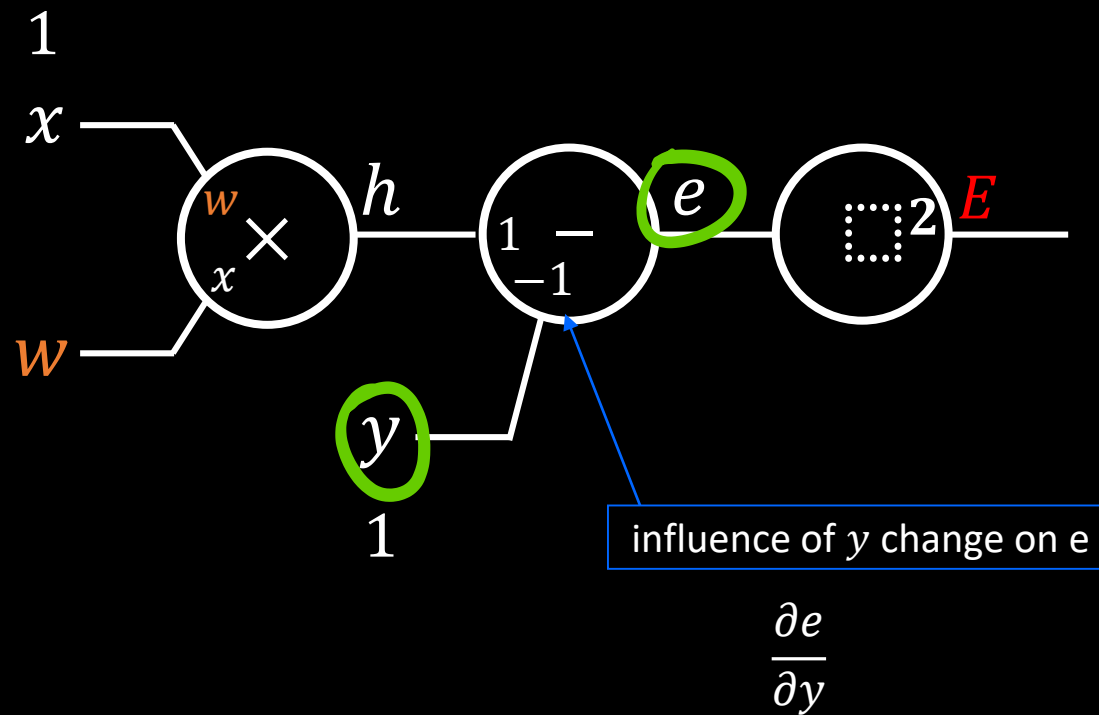 1
x
w
x
×
h
1 −
−1
e
2
E
w
y
1
influence of y change on e
∂e
∂y